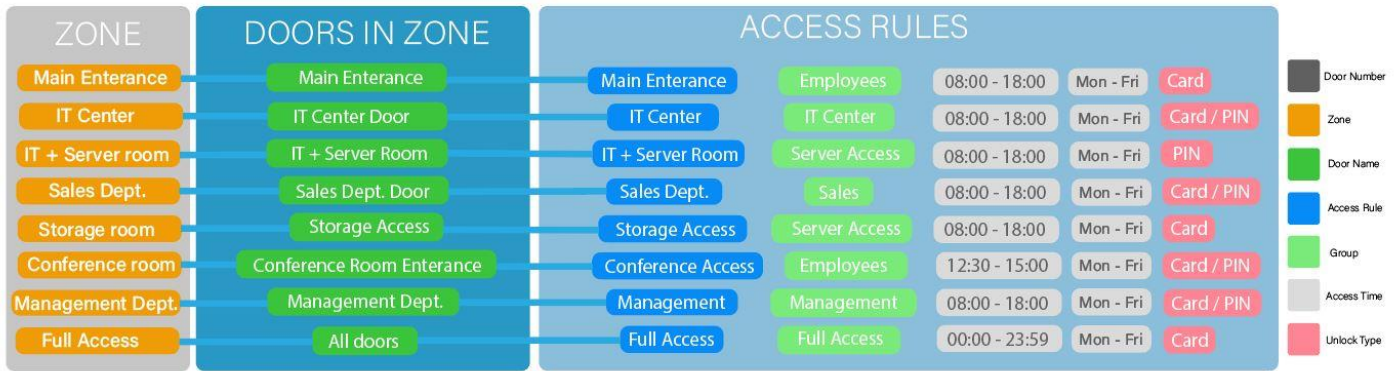 ZONE DOORS IN ZONE ACCESS RULES
Main Enterance Main Enterance Main Enterance Employees 08:00 - 18:00 Mon - Fri Card
IT Center IT Center Door IT Center IT Center 08:00 - 18:00 Mon - Fri Card / PIN
IT + Server room IT + Server Room IT + Server Room Server Access 08:00 - 18:00 Mon - Fri PIN
Sales Dept. Sales Dept. Door Sales Dept. Sales 08:00 - 18:00 Mon - Fri Card / PIN
Storage room Storage Access Storage Access Server Access 08:00 - 18:00 Mon - Fri Card
Conference room Conference Room Enterance Conference Access Employees 12:30 - 15:00 Mon - Fri Card / PIN
Management Dept. Management Dept. Management Management 08:00 - 18:00 Mon - Fri Card / PIN
Full Access All doors Full Access Full Access 00:00 - 23:59 Mon - Fri Card
Door Number
Zone
Door Name
Access Rule
Group
Access Time
Unlock Type